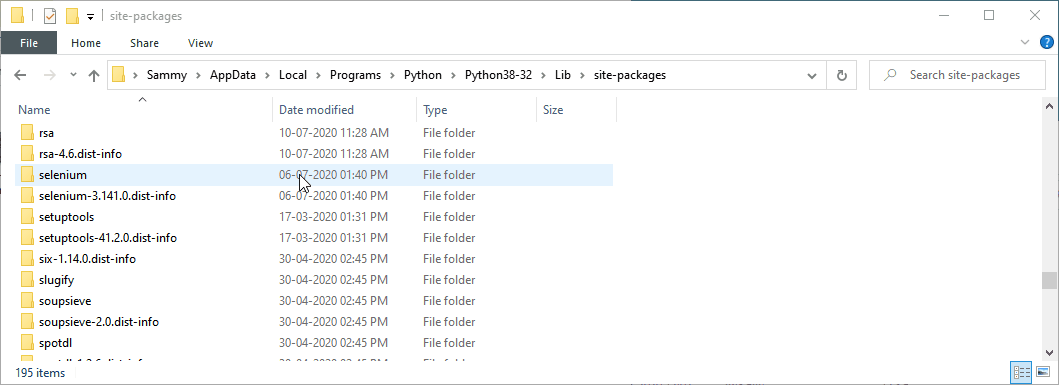 site-packages
File Home Share View
Sammy AppData Local Programs Python Python38-32 Lib site-packages Search site-packages
Name Date modified Type Size
rsa 10-07-2020 11:28 AM File folder
rsa-4.6.dist-info 10-07-2020 11:28 AM File folder
selenium 06-07-2020 01:40 PM File folder
selenium-3.141.0.dist-info 06-07-2020 01:40 PM File folder
setuptools 17-03-2020 01:31 PM File folder
setuptools-41.2.0.dist-info 17-03-2020 01:31 PM File folder
six-1.14.0.dist-info 30-04-2020 02:45 PM File folder
slugify 30-04-2020 02:45 PM File folder
soupsieve 30-04-2020 02:45 PM File folder
soupsieve-2.0.dist-info 30-04-2020 02:45 PM File folder
spotdl 30-04-2020 02:45 PM File folder
195 items